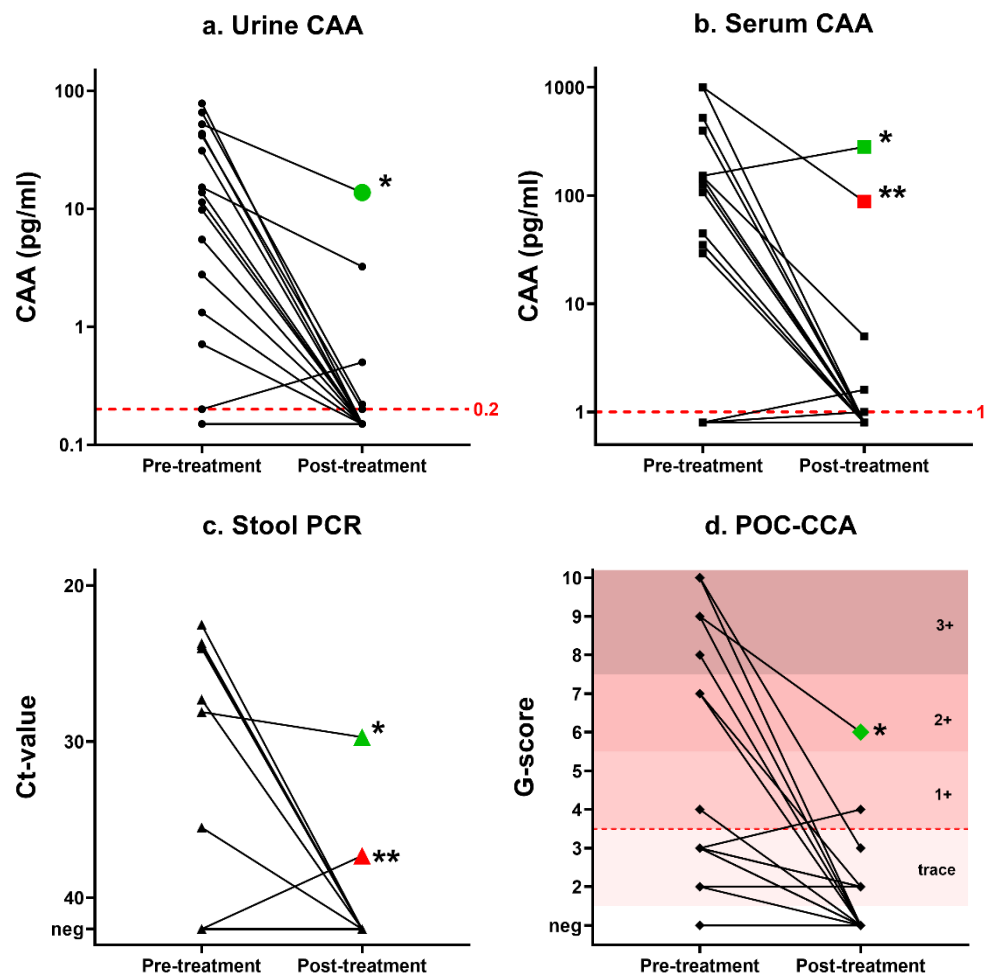 a. Urine CAA
CAA (pg/ml)
100
10
1
0.1
*
0.2
Pre-treatment
Post-treatment
b. Serum CAA
CAA (pg/ml)
1000
100
10
1
*
**
1
Pre-treatment
Post-treatment
c. Stool PCR
Ct-value
20
30
40
neg
*
**
Pre-treatment
Post-treatment
d. POC-CCA
G-score
10
9
8
7
6
5
4
3
2
neg
3+
2+
*
1+
trace
Pre-treatment
Post-treatment